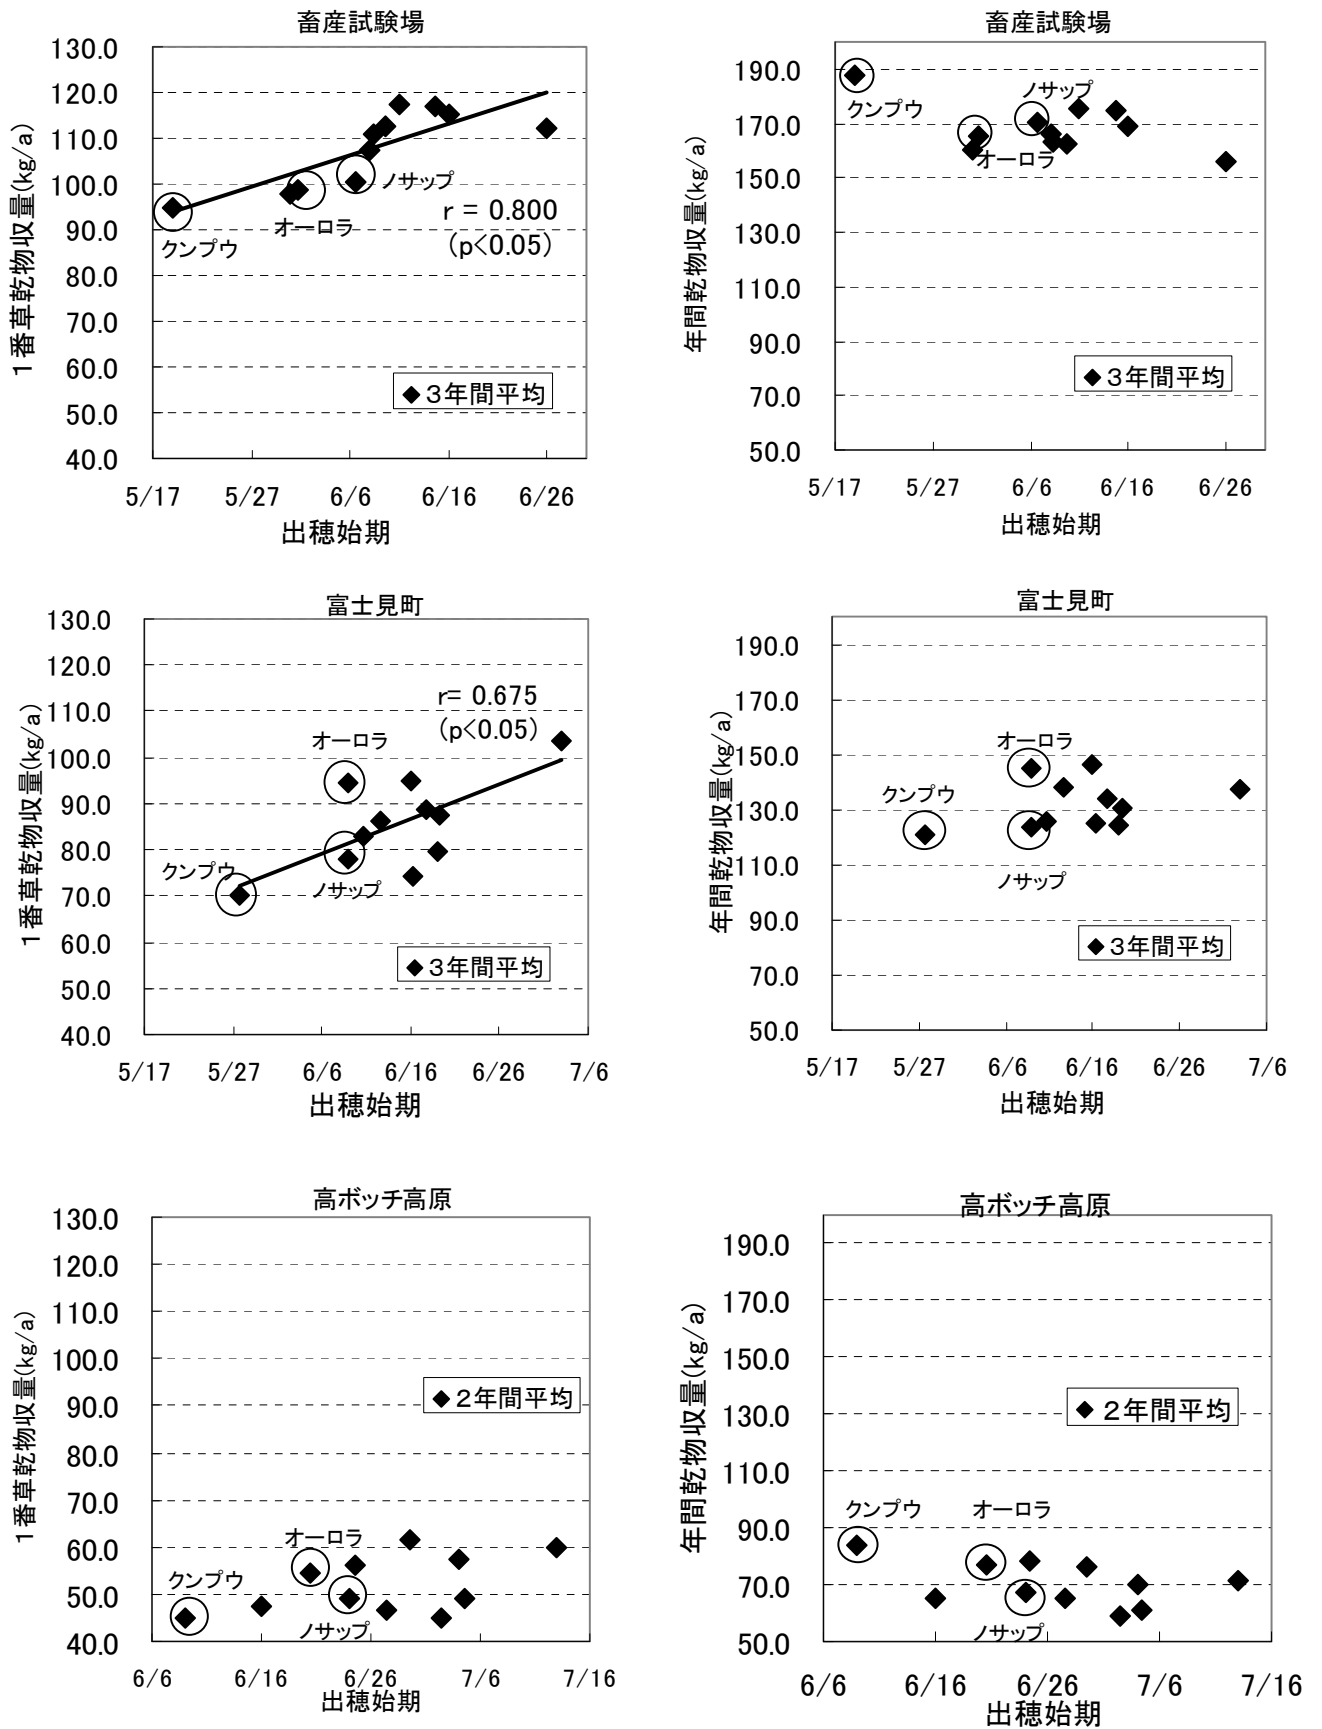 畜産試験場
130.0
120.0
110.0
100.0
90.0
80.0
70.0
60.0
50.0
40.0
1番草乾物収量(kg/a)
クンプウ
オーロラ
ノサップ
r = 0.800
(p<0.05)
◆3年間平均
5/17 5/27 6/6 6/16 6/26
出穂始期
畜産試験場
190.0
170.0
150.0
130.0
110.0
90.0
70.0
50.0
年間乾物収量(kg/a)
クンプウ
ノサップ
オーロラ
◆3年間平均
5/17 5/27 6/6 6/16 6/26
出穂始期
富士見町
130.0
120.0
110.0
100.0
90.0
80.0
70.0
60.0
50.0
40.0
1番草乾物収量(kg/a)
r= 0.675
(p<0.05)
オーロラ
クンプウ
ノサップ
◆3年間平均
5/17 5/27 6/6 6/16 6/26 7/6
出穂始期
富士見町
190.0
170.0
150.0
130.0
110.0
90.0
70.0
50.0
年間乾物収量(kg/a)
オーロラ
クンプウ
ノサップ
◆3年間平均
5/17 5/27 6/6 6/16 6/26 7/6
出穂始期
高ボッチ高原
130.0
120.0
110.0
100.0
90.0
80.0
70.0
60.0
50.0
40.0
1番草乾物収量(kg/a)
◆2年間平均
オーロラ
クンプウ
ノサップ
6/6 6/16 6/26 7/6 7/16
出穂始期
高ボッチ高原
190.0
170.0
150.0
130.0
110.0
90.0
70.0
50.0
年間乾物収量(kg/a)
◆2年間平均
クンプウ
オーロラ
ノサップ
6/6 6/16 6/26 7/6 7/16
出穂始期